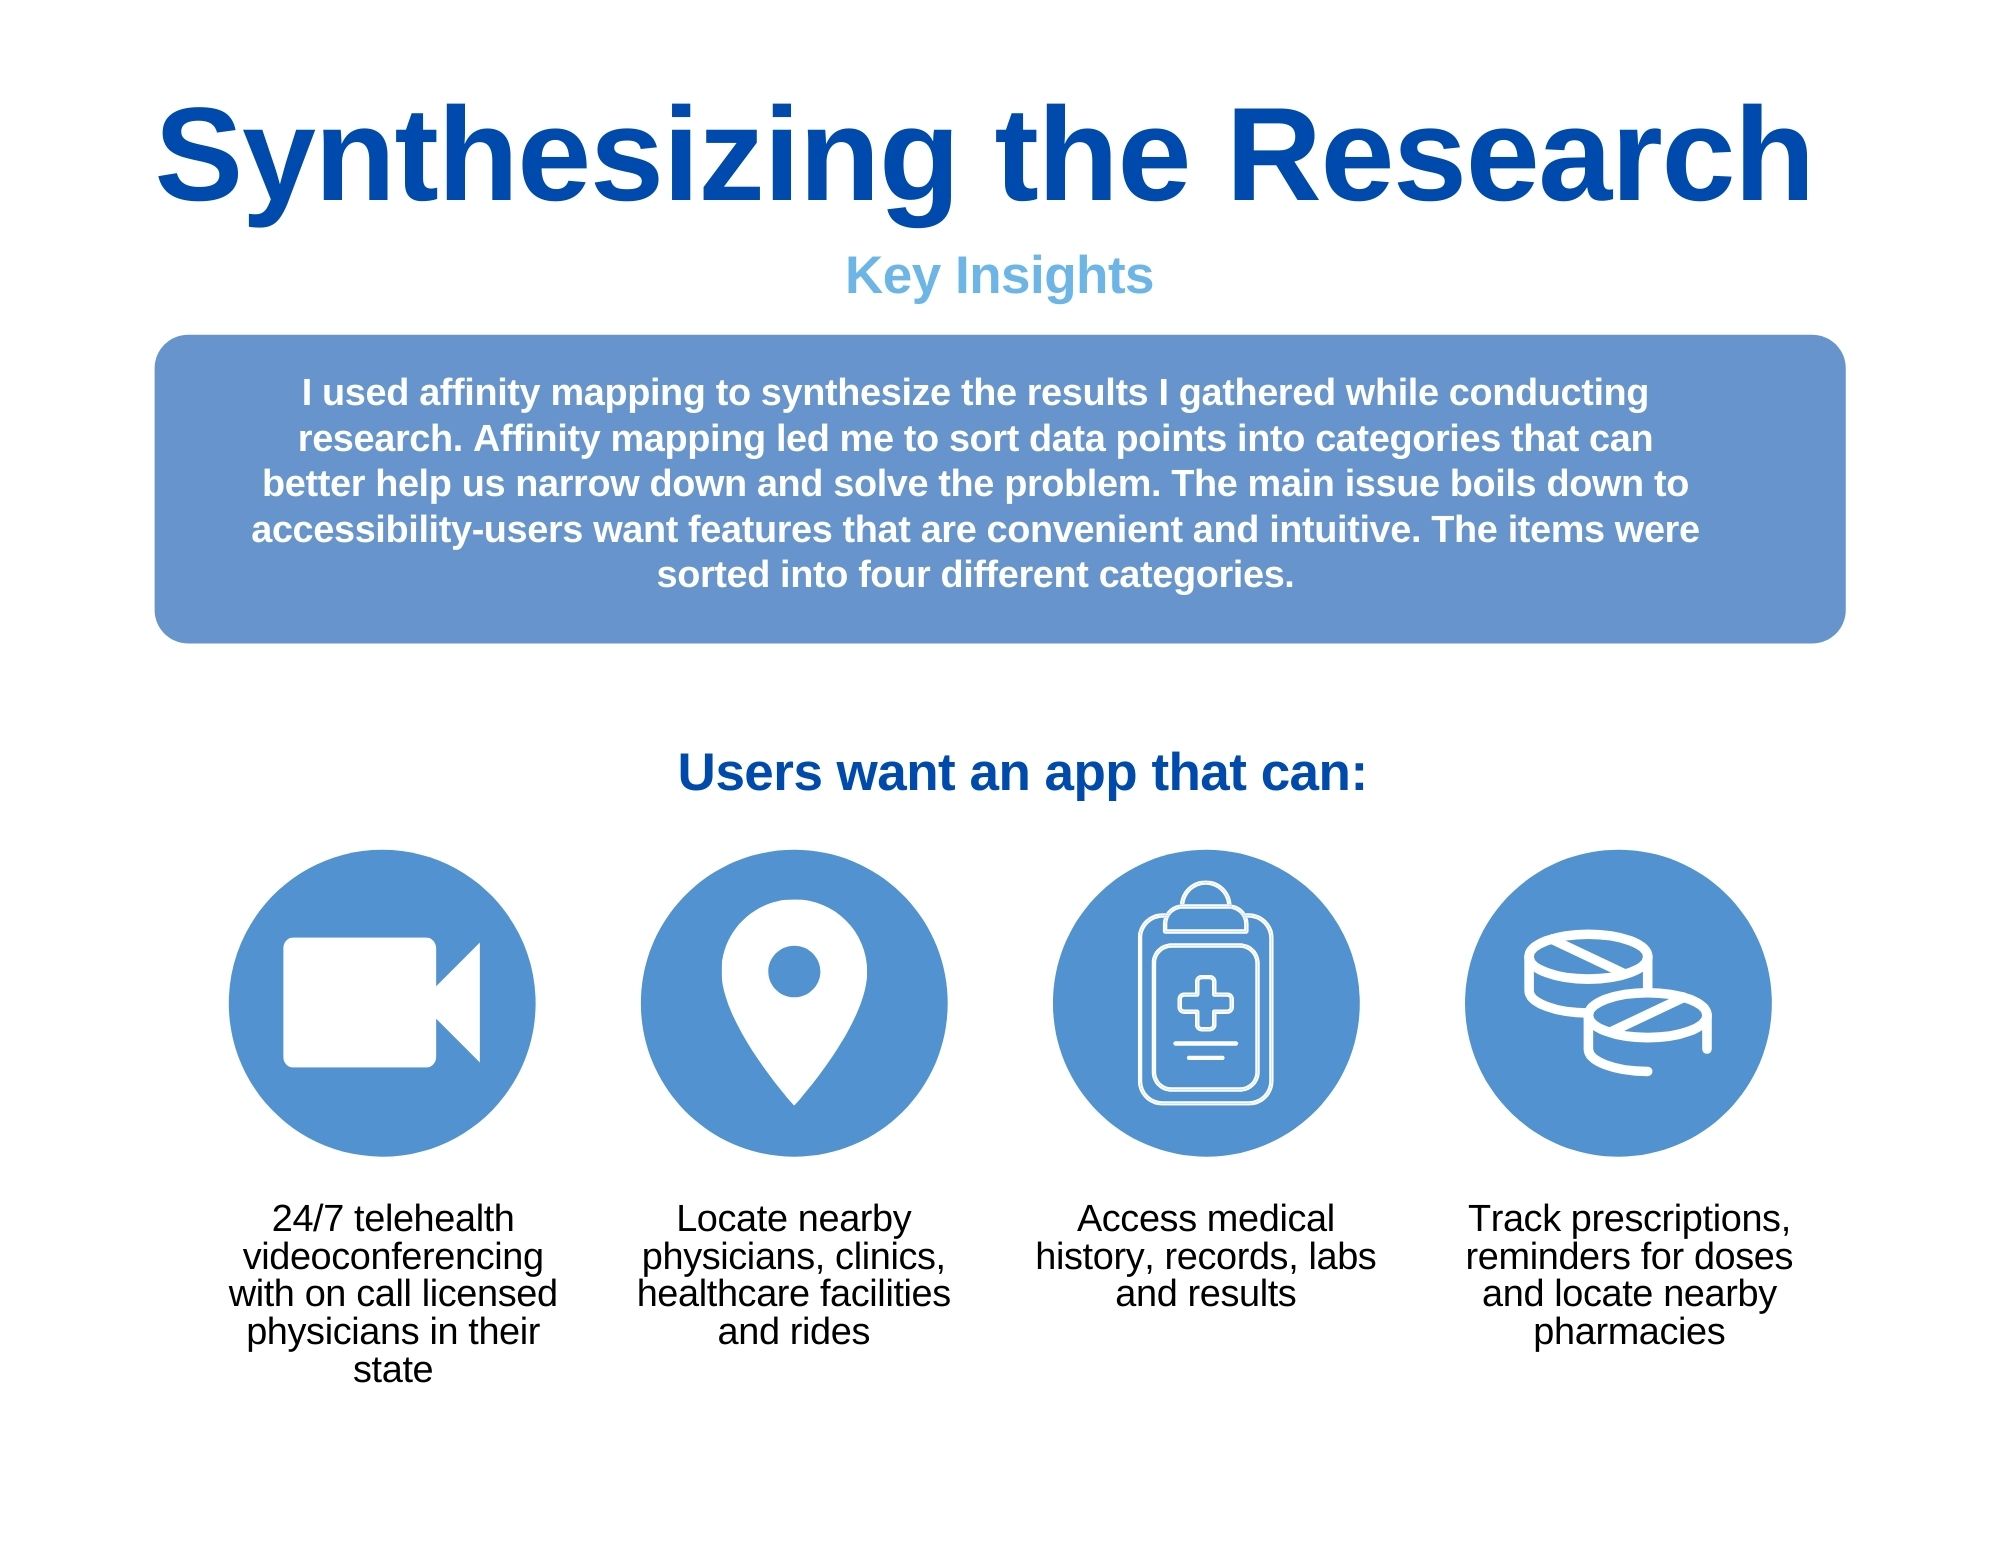 Synthesizing the Research
Key Insights
I used affinity mapping to synthesize the results I gathered while conducting
research. Affinity mapping led me to sort data points into categories that can
better help us narrow down and solve the problem. The main issue boils down to
accessibility-users want features that are convenient and intuitive. The items were
sorted into four different categories.
Users want an app that can:
24/7 telehealth
videoconferencing
with on call licensed
physicians in their
state
Locate nearby
physicians, clinics,
healthcare facilities
and rides
Access medical
history, records, labs
and results
Track prescriptions,
reminders for doses
and locate nearby
pharmacies